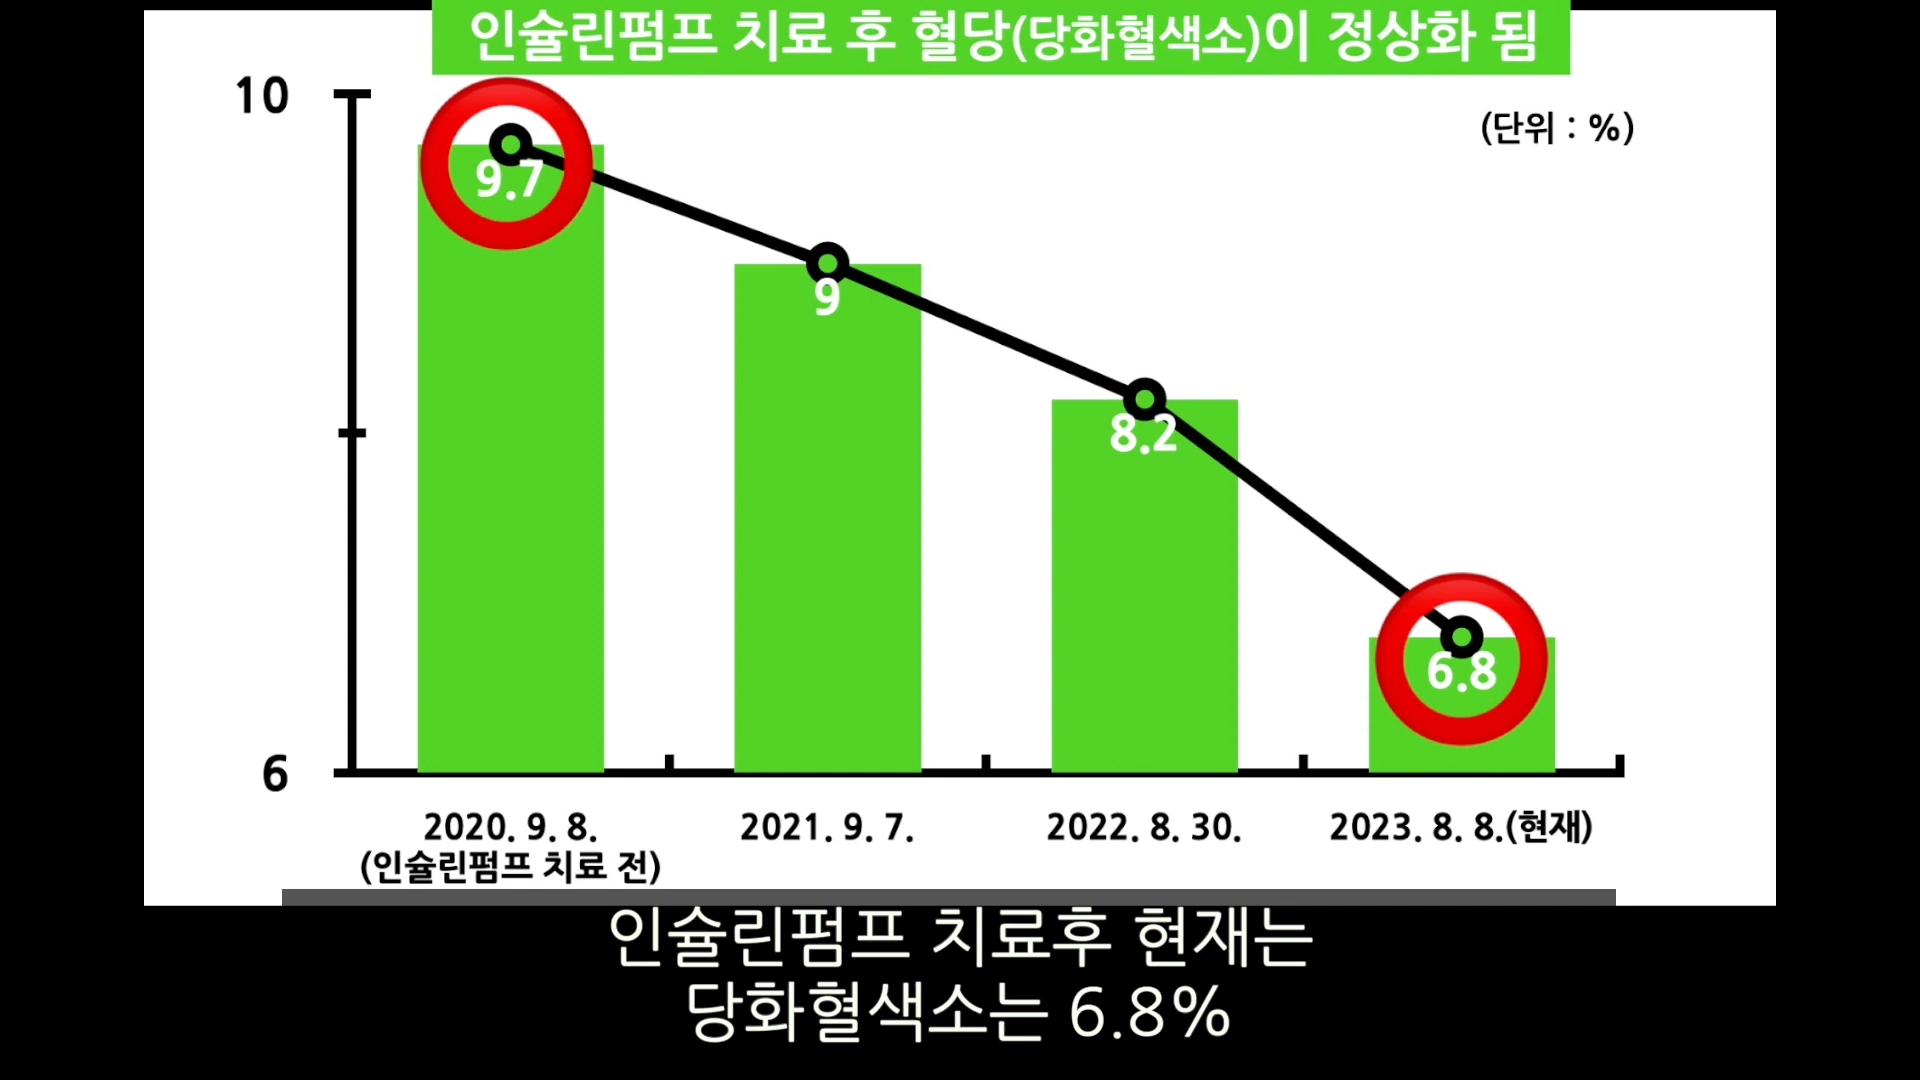 인슐린펌프 치료 후 혈당(당화혈색소)이 정상화 됨
(단위 : %)
10
6
9.7
9
8.2
6.8
2020. 9. 8.
(인슐린펌프 치료 전)
2021. 9. 7.
2022. 8. 30.
2023. 8. 8.(현재)
인슐린펌프 치료후 현재는
당화혈색소는 6.8%